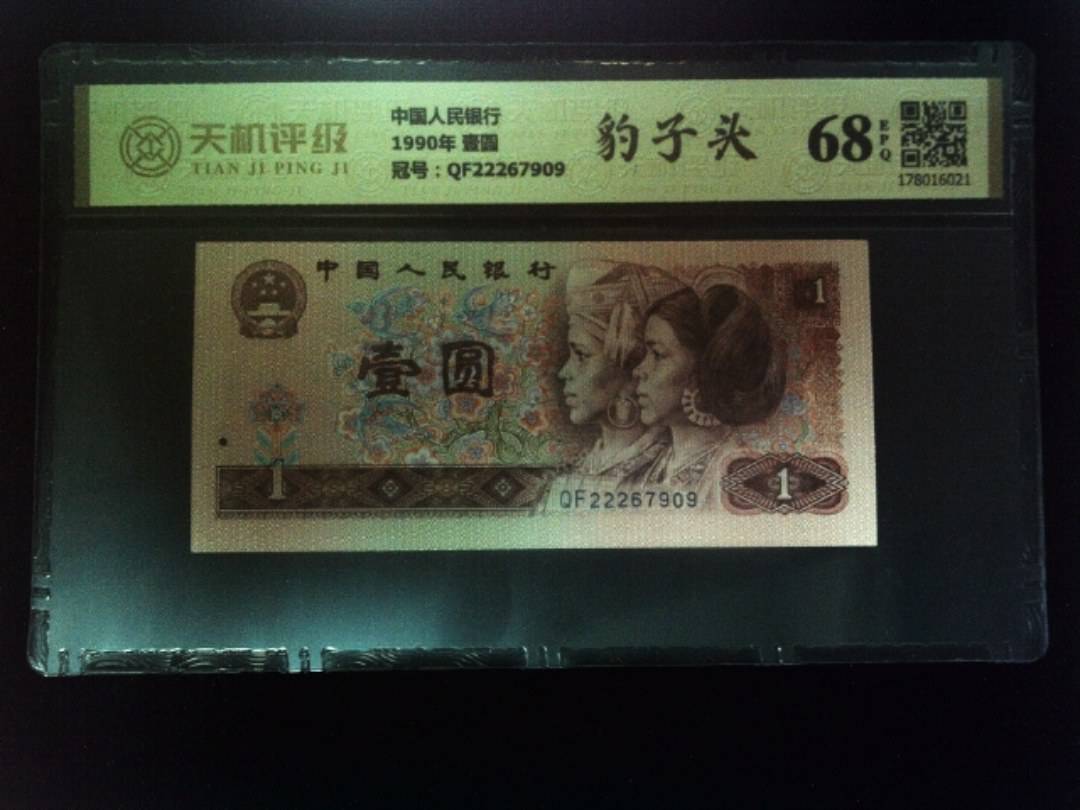 天机评级
TIAN JI PING JI
中国人民银行
1990年 壹圆
冠号：QF22267909
豹子头
68
EPQ
178016021
中国人民银行
1
壹圆
1
QF22267909
1